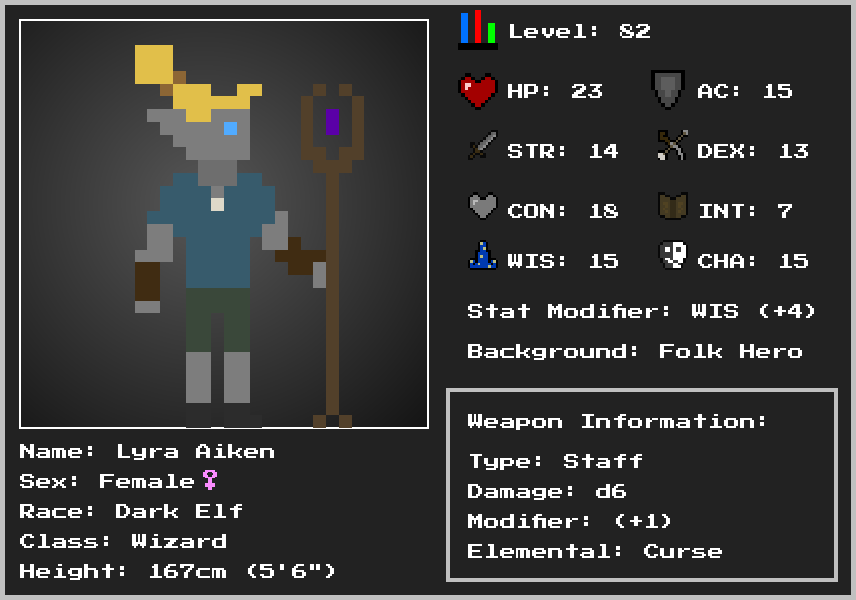 Level: 82
HP: 23 AC: 15
STR: 14 DEX: 13
CON: 18 INT: 7
WIS: 15 CHA: 15
Stat Modifier: WIS (+4)
Background: Folk Hero
Weapon Information:
Type: Staff
Damage: d6
Modifier: (+1)
Elemental: Curse
Name: Lyra Aiken
Sex: Female♀
Race: Dark Elf
Class: Wizard
Height: 167cm (5'6")